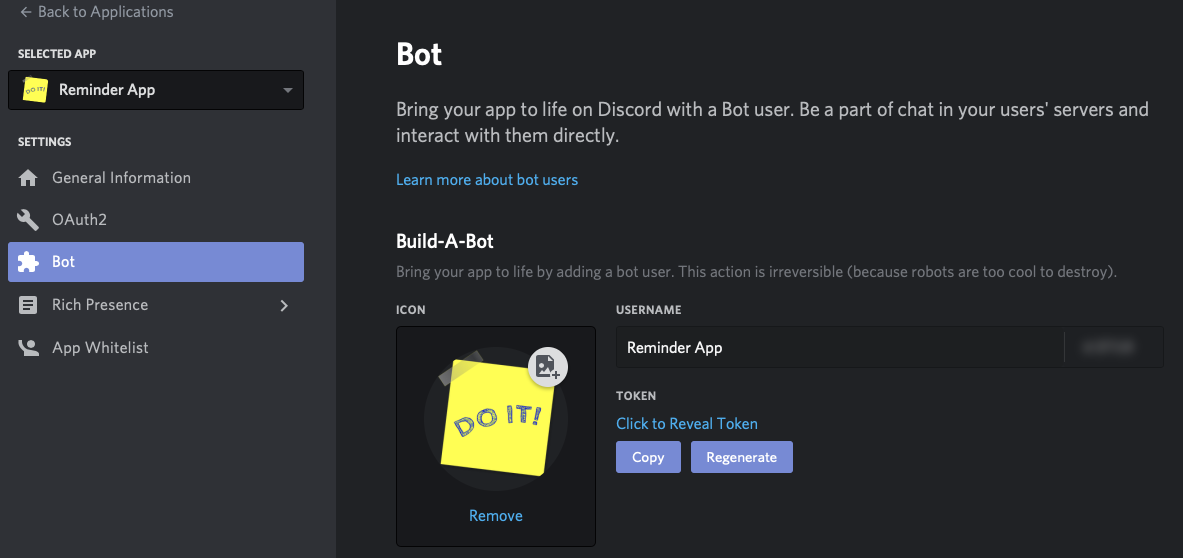 ← Back to Applications
SELECTED APP
DO IT!
Reminder App
SETTINGS
General Information
OAuth2
Bot
Rich Presence
App Whitelist
Bot
Bring your app to life on Discord with a Bot user. Be a part of chat in your users' servers and
interact with them directly.
Learn more about bot users
Build-A-Bot
Bring your app to life by adding a bot user. This action is irreversible (because robots are too cool to destroy).
ICON
DO IT!
Remove
USERNAME
Reminder App
TOKEN
Click to Reveal Token
Copy
Regenerate